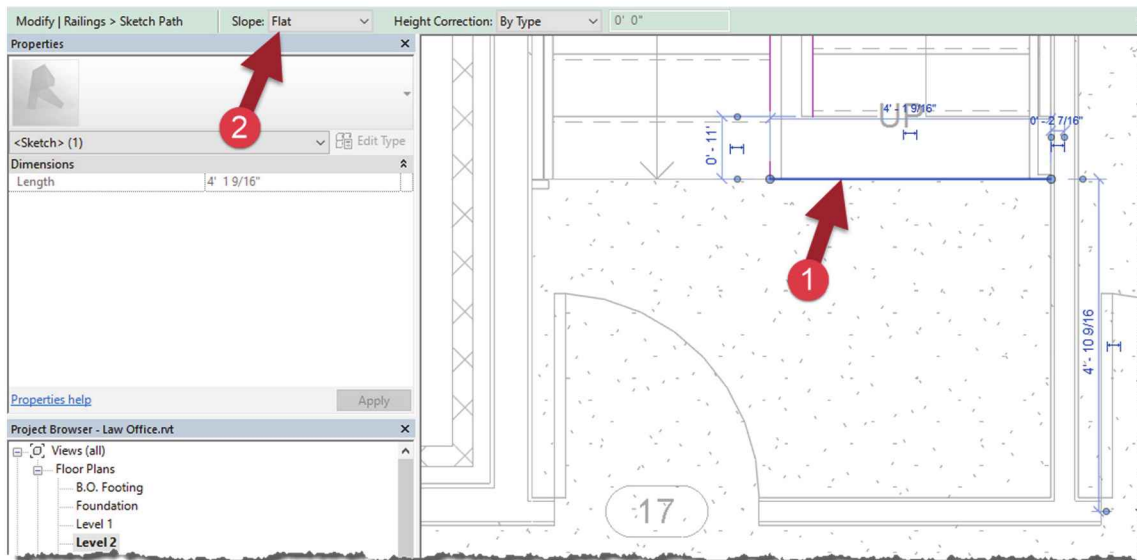 Modify | Railings > Sketch Path Slope: Flat Height Correction: By Type 0' 0"
Properties
2
<Sketch> (1) Edit Type
Dimensions
Length 4' 1 9/16"
Properties help Apply
Project Browser - Law Office.rvt
Views (all)
Floor Plans
B.O. Footing
Foundation
Level 1
Level 2
UP
4' - 1 9/16"
0' - 2 7/16"
0' - 11'
1
4'- 10 9/16
17